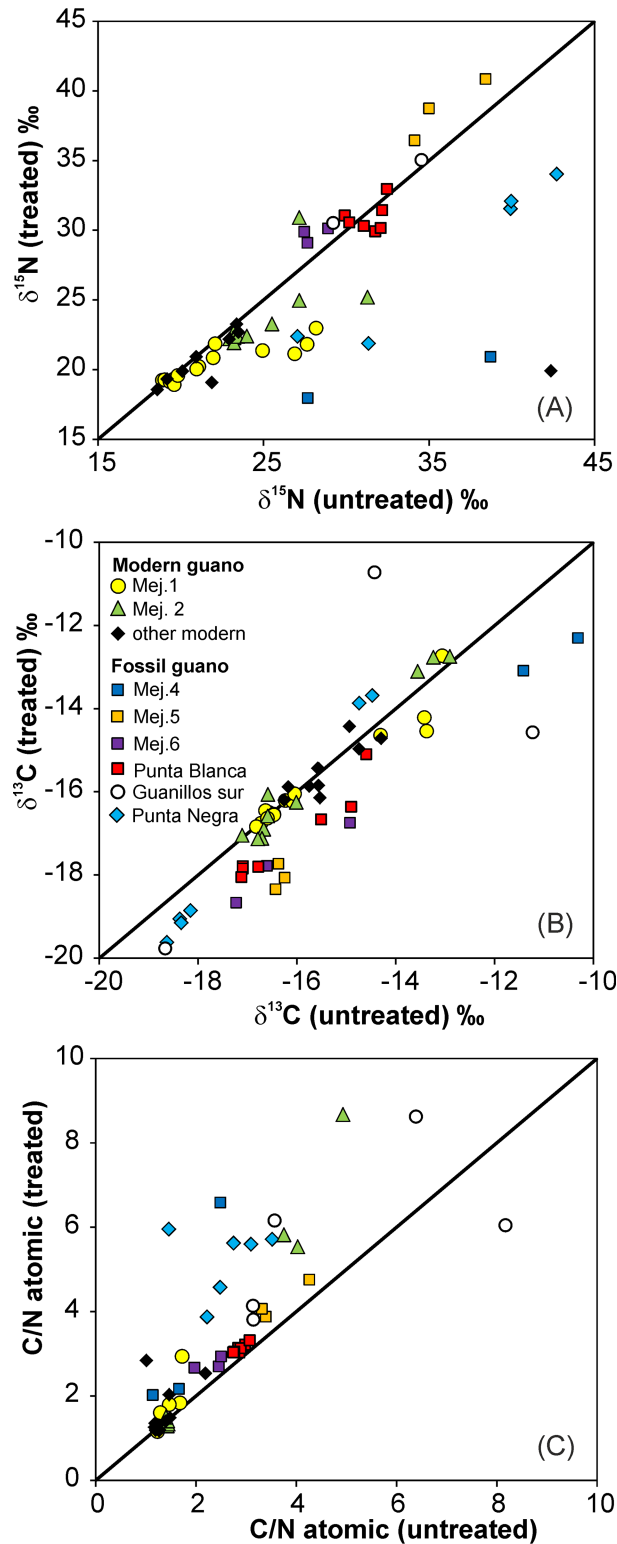 45
40
35
30
25
20
15
δ15N (treated) ‰
(A)
15 25 35 45
δ15N (untreated) ‰
-10
-12
-14
-16
-18
-20
δ13C (treated) ‰
Modern guano
Mej.1
Mej. 2
other modern
Fossil guano
Mej.4
Mej.5
Mej.6
Punta Blanca
Guanillos sur
Punta Negra
(B)
-20 -18 -16 -14 -12 -10
δ13C (untreated) ‰
10
8
6
4
2
0
C/N atomic (treated)
(C)
0 2 4 6 8 10
C/N atomic (untreated)